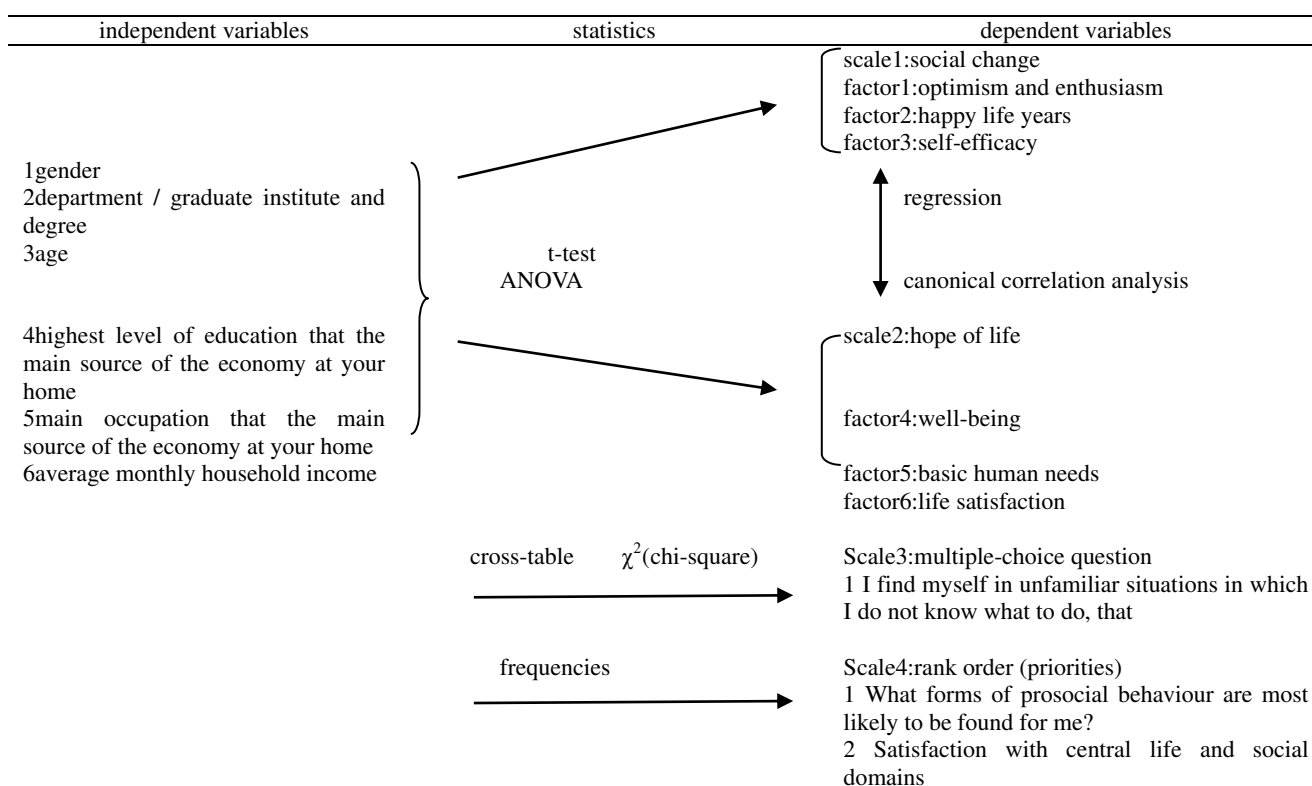 independent variables statistics dependent variables
scale1:social change
factor1:optimism and enthusiasm
factor2:happy life years
factor3:self-efficacy
1gender
2department / graduate institute and
degree
3age
regression
t-test
ANOVA
canonical correlation analysis
4highest level of education that the
main source of the economy at your
home
5main occupation that the main
source of the economy at your home
6average monthly household income
scale2:hope of life
factor4:well-being
factor5:basic human needs
factor6:life satisfaction
cross-table χ²(chi-square)
Scale3:multiple-choice question
1 I find myself in unfamiliar situations in which
I do not know what to do, that
frequencies
Scale4:rank order (priorities)
1 What forms of prosocial behaviour are most
likely to be found for me?
2 Satisfaction with central life and social
domains